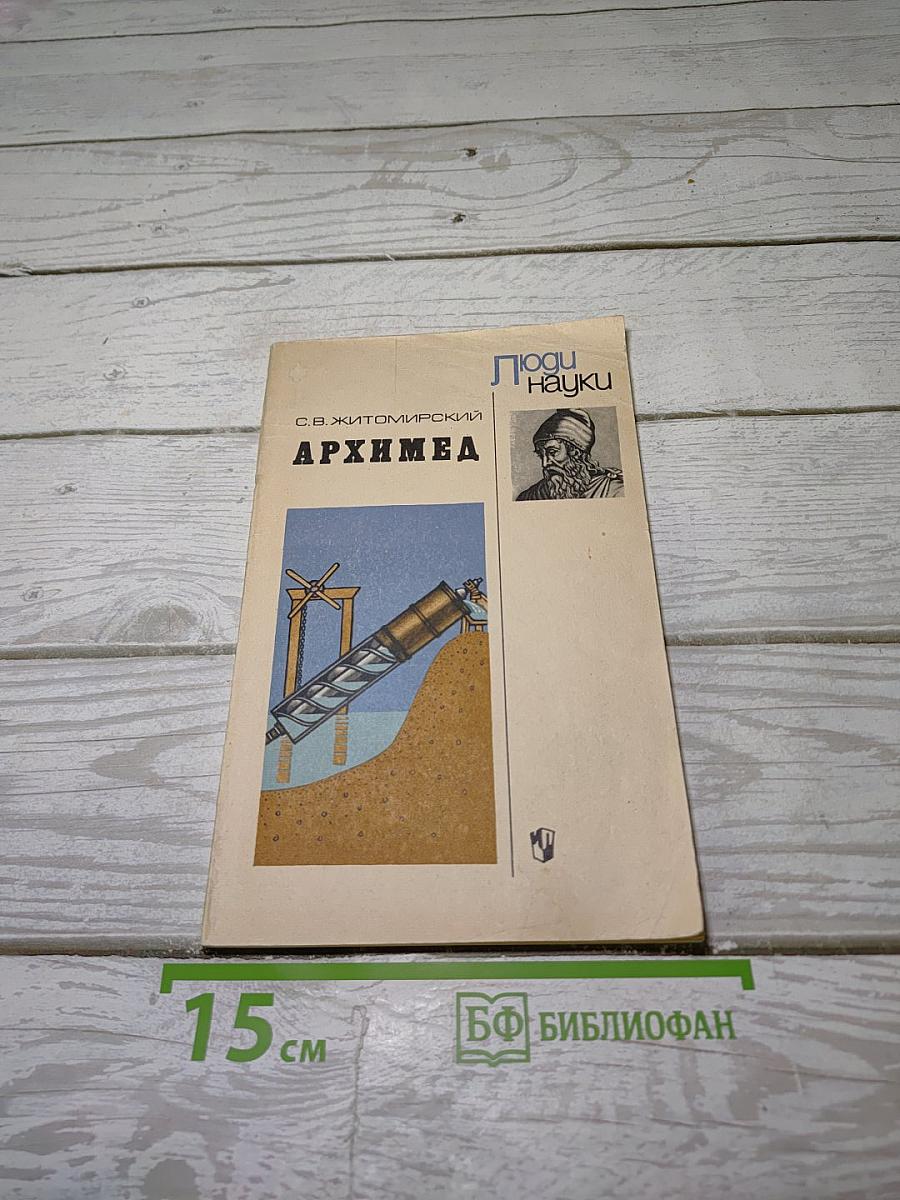 Люди
науки
С.В.ЖИТОМИРСКИЙ
АРХИМЕД
15 см
БФ БИБЛИОФАН